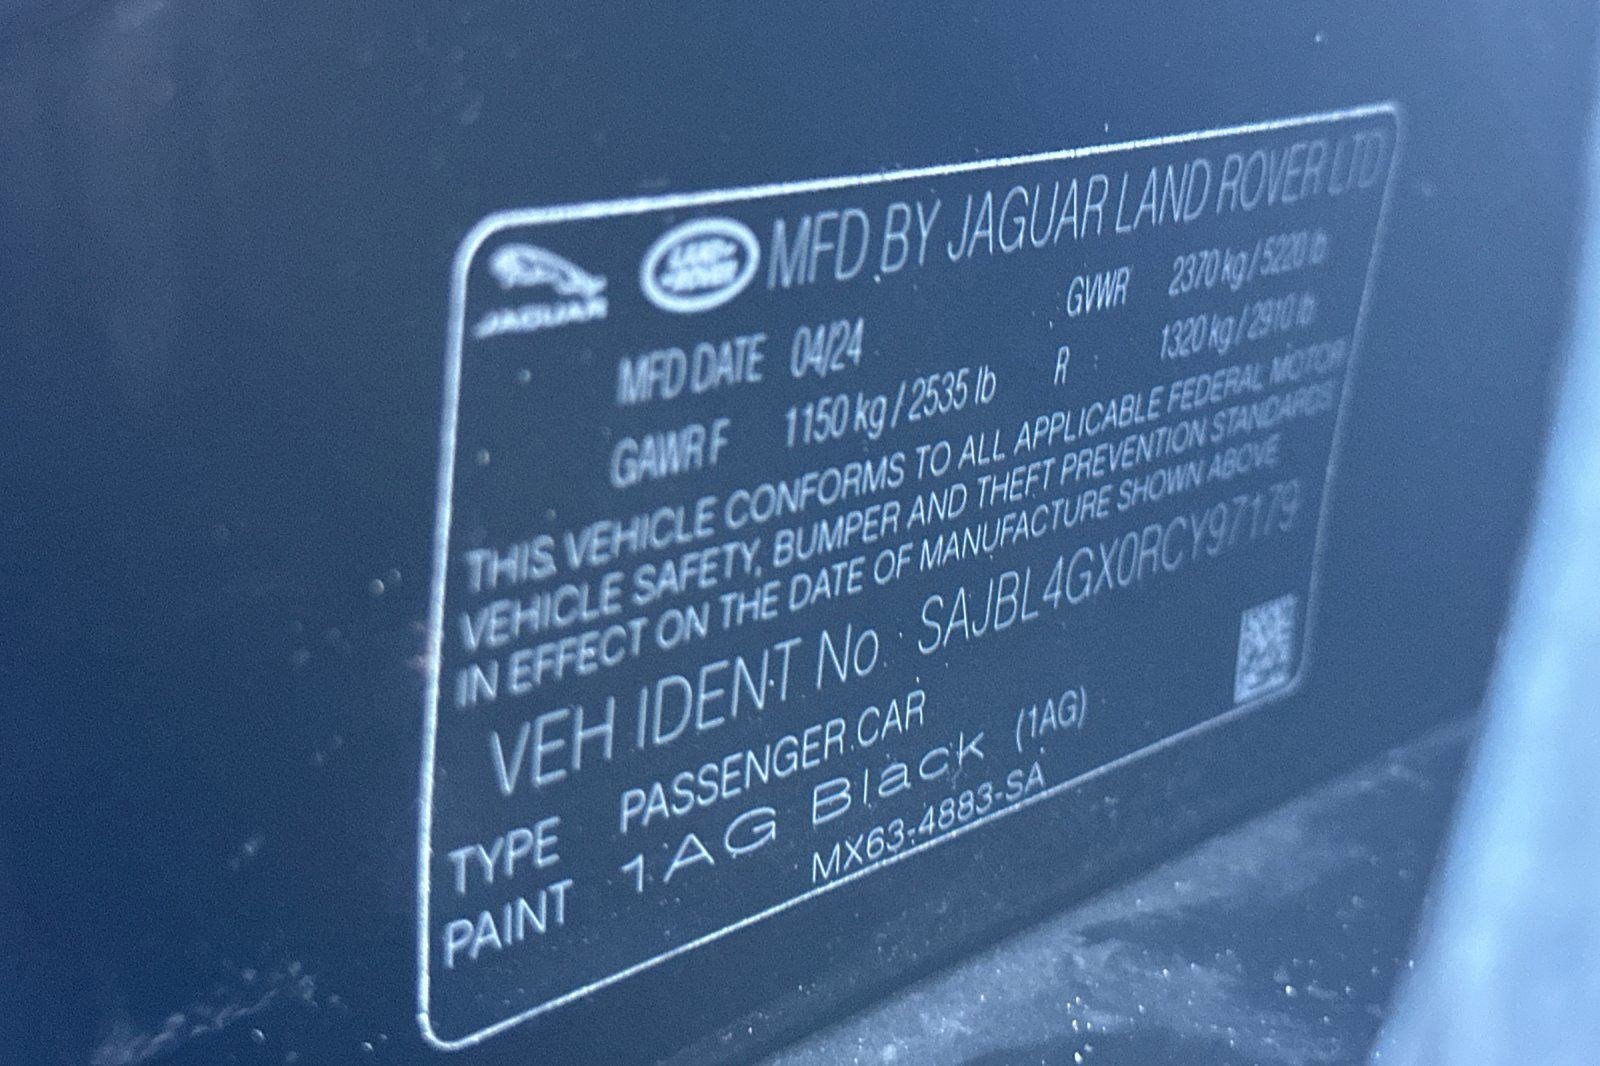 JAGUAR LAND ROVER MFD BY JAGUAR LAND ROVER LTD
MFD DATE 04/24 GVWR 2370 kg / 5220 lb
GAWR F 1150 kg / 2535 lb R 1320 kg / 2910 lb
THIS VEHICLE CONFORMS TO ALL APPLICABLE FEDERAL MOTOR
VEHICLE SAFETY, BUMPER AND THEFT PREVENTION STANDARDS
IN EFFECT ON THE DATE OF MANUFACTURE SHOWN ABOVE
VEH IDENT No. SAJBL4GX0RCY97179
TYPE PASSENGER CAR
PAINT 1AG Black (1AG)
MX63-4883-SA